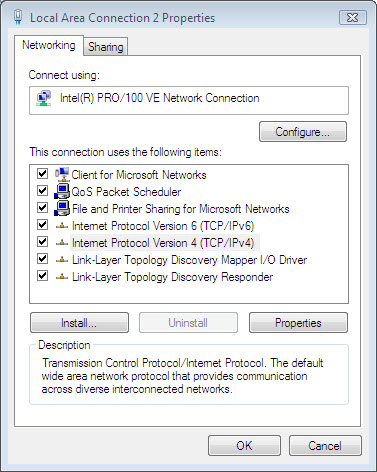 Local Area Connection 2 Properties
Networking
Sharing
Connect using:
Intel(R) PRO/100 VE Network Connection
Configure...
This connection uses the following items:
Client for Microsoft Networks
QoS Packet Scheduler
File and Printer Sharing for Microsoft Networks
Internet Protocol Version 6 (TCP/IPv6)
Internet Protocol Version 4 (TCP/IPv4)
Link-Layer Topology Discovery Mapper I/O Driver
Link-Layer Topology Discovery Responder
Install...
Uninstall
Properties
Description
Transmission Control Protocol/Internet Protocol. The default
wide area network protocol that provides communication
across diverse interconnected networks.
OK
Cancel